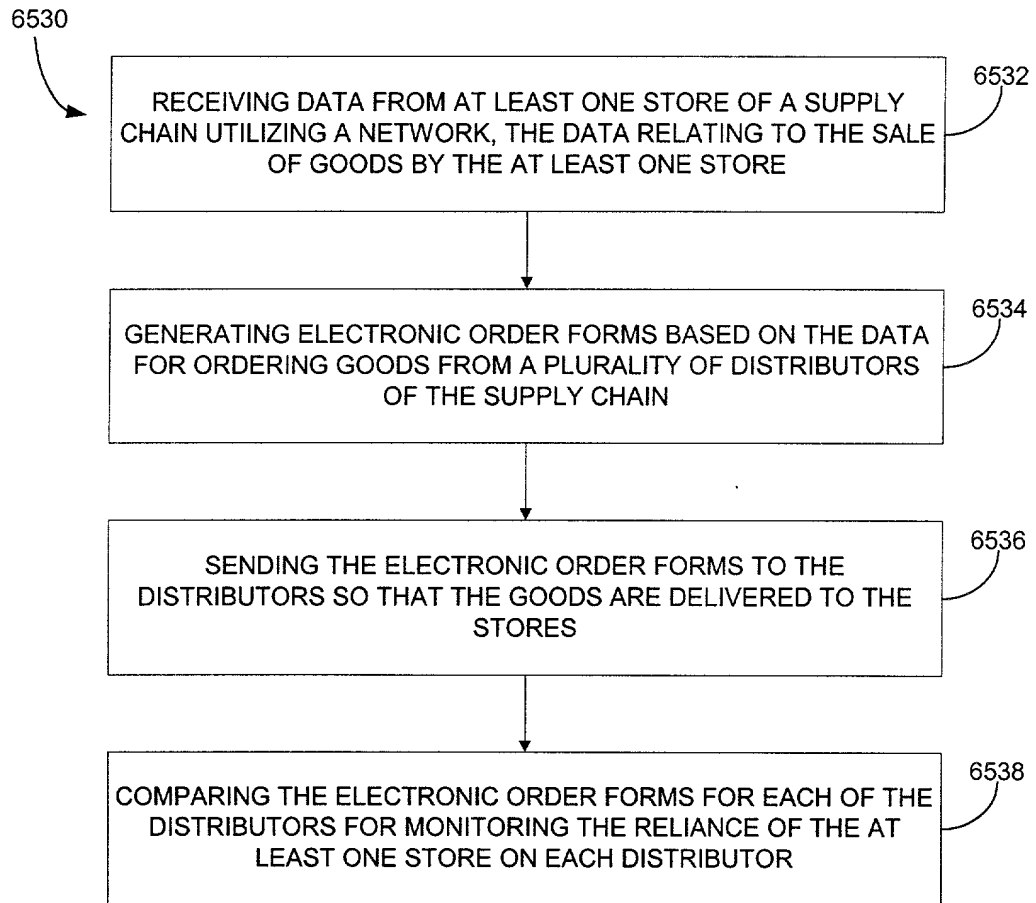 6530
6532
RECEIVING DATA FROM AT LEAST ONE STORE OF A SUPPLY
CHAIN UTILIZING A NETWORK, THE DATA RELATING TO THE SALE
OF GOODS BY THE AT LEAST ONE STORE
6534
GENERATING ELECTRONIC ORDER FORMS BASED ON THE DATA
FOR ORDERING GOODS FROM A PLURALITY OF DISTRIBUTORS
OF THE SUPPLY CHAIN
6536
SENDING THE ELECTRONIC ORDER FORMS TO THE
DISTRIBUTORS SO THAT THE GOODS ARE DELIVERED TO THE
STORES
6538
COMPARING THE ELECTRONIC ORDER FORMS FOR EACH OF THE
DISTRIBUTORS FOR MONITORING THE RELIANCE OF THE AT
LEAST ONE STORE ON EACH DISTRIBUTOR